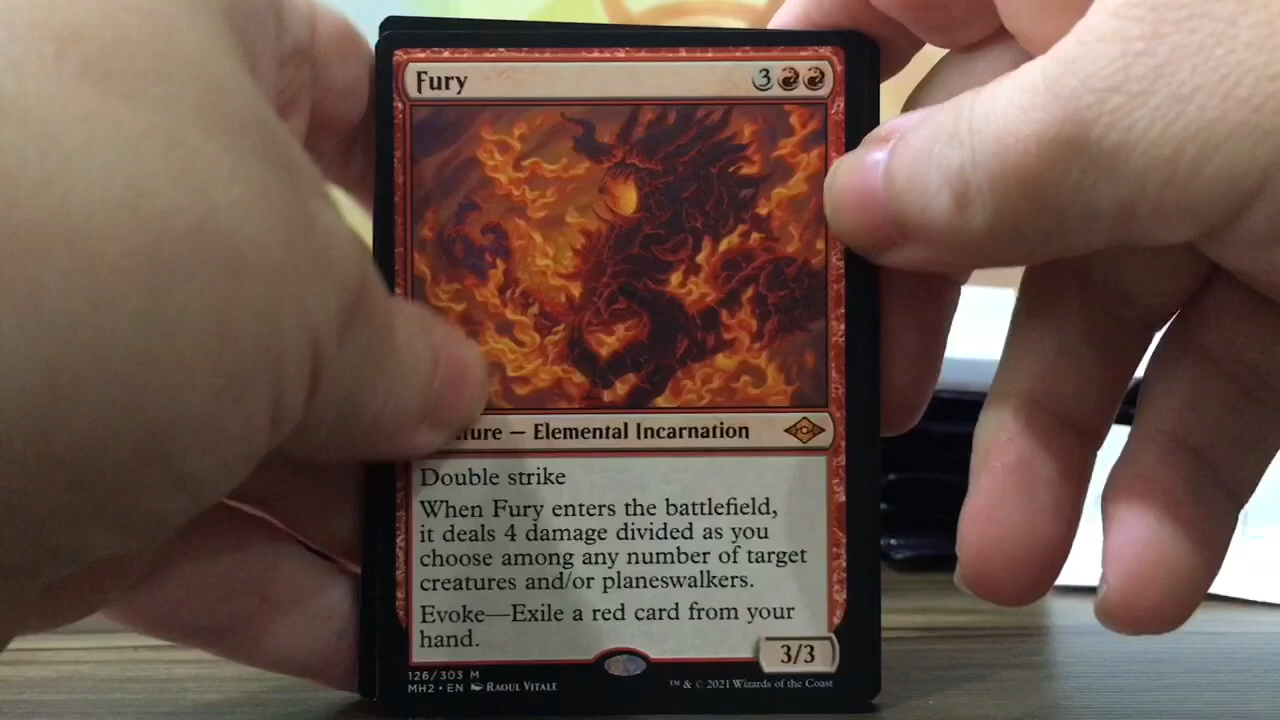 Fury 3
ture — Elemental Incarnation
Double strike
When Fury enters the battlefield,
it deals 4 damage divided as you
choose among any number of target
creatures and/or planeswalkers.
Evoke—Exile a red card from your
hand.
3/3
126/303 M
MH2 • EN Raoul Vitale
™ & © 2021 Wizards of the Coast